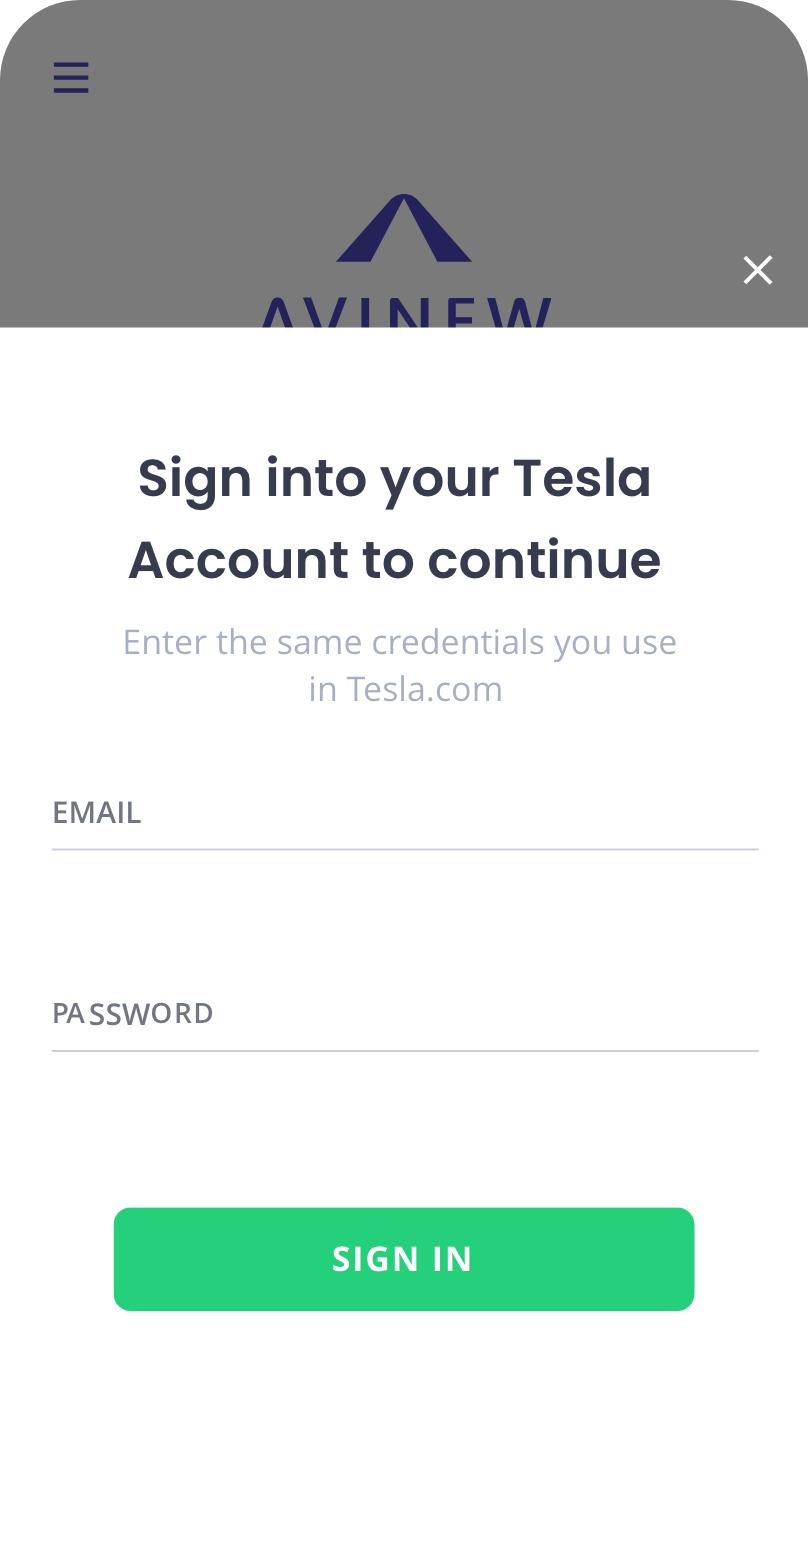 AVINEW
Sign into your Tesla
Account to continue
Enter the same credentials you use
in Tesla.com
EMAIL
PASSWORD
SIGN IN